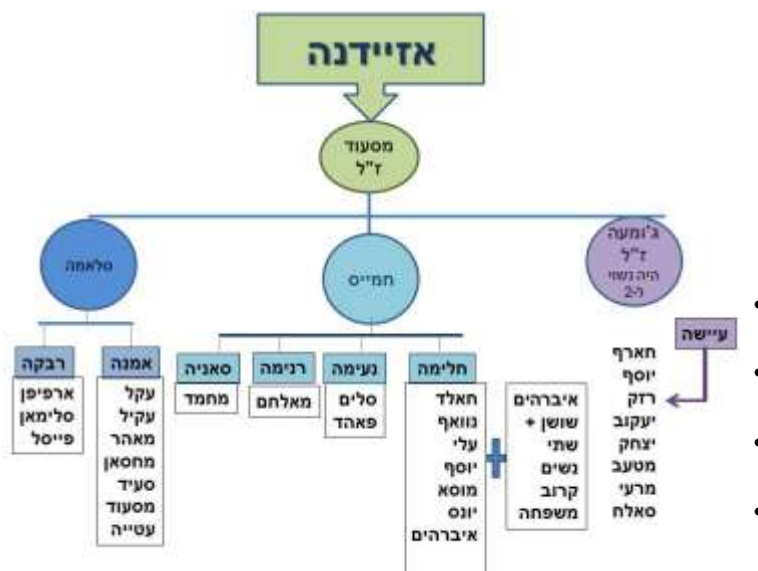 אזיידנה
מסעוד
ז"ל
ג'ומעה
ז"ל
היה נשוי
ל-2
חמייס
סלאמה
עיישה
חארף
יוסף
רזק
יעקוב
יצחק
מטעב
מרעי
סאלח
חלימה
חאלד
נוואף
עלי
יוסף
מוסא
יונס
איברהים
איברהים
שושן +
שתי
נשים
קרוב
משפחה
נעימה
סלים
פאהד
רנימה
מאלחם
סאניה
מחמד
אמנה
עקל
עקיל
מאהר
מחסאן
סעיד
מסעוד
עטייה
רבקה
ארפיפן
סלימאן
פייסל